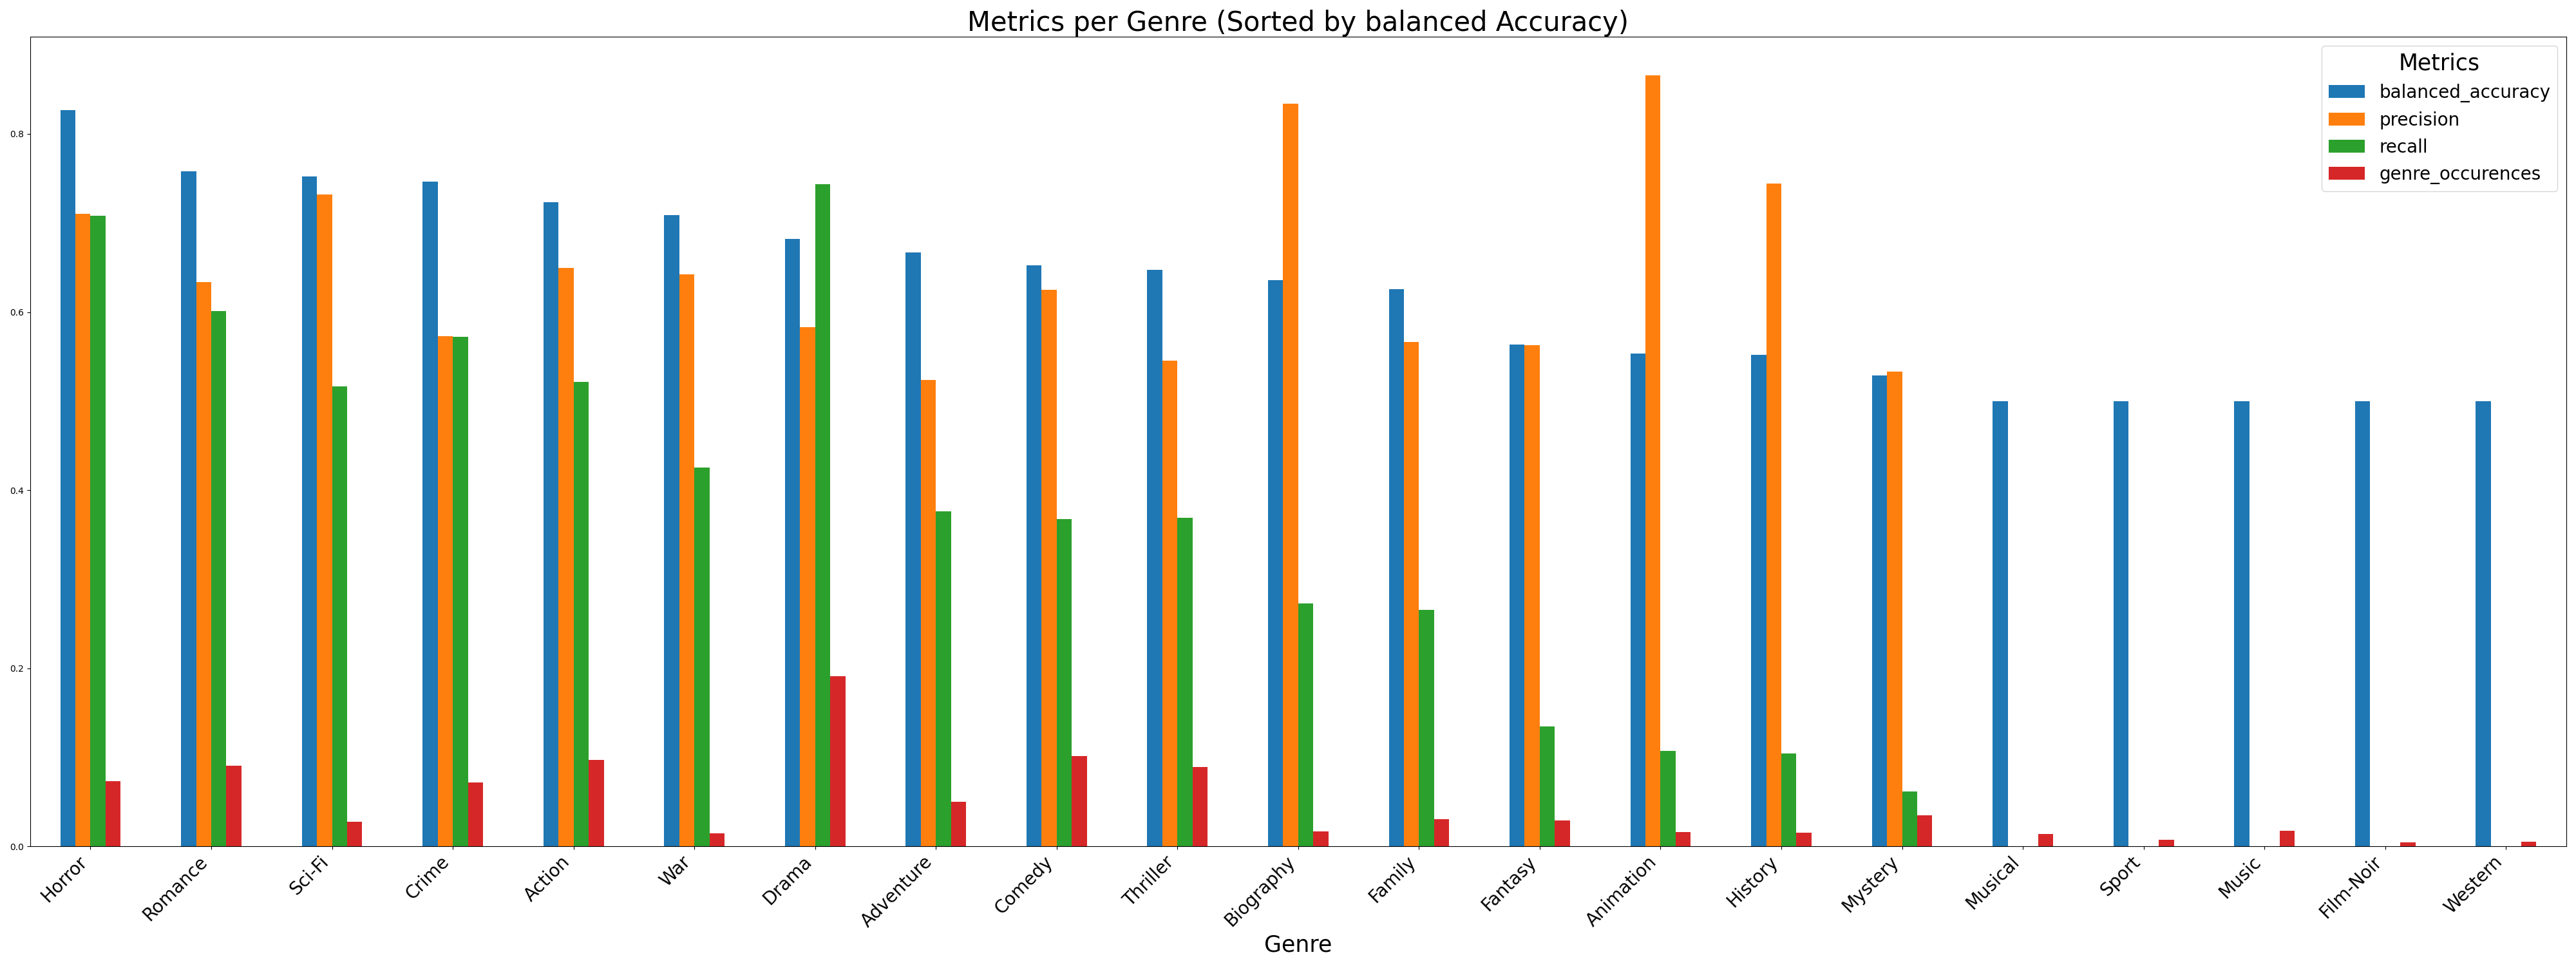 Metrics per Genre (Sorted by balanced Accuracy)
Metrics
balanced_accuracy
precision
recall
genre_occurences
0.8
0.6
0.4
0.2
0.0
Horror
Romance
Sci-Fi
Crime
Action
War
Drama
Adventure
Comedy
Thriller
Biography
Family
Fantasy
Animation
History
Mystery
Musical
Sport
Music
Film-Noir
Western
Genre